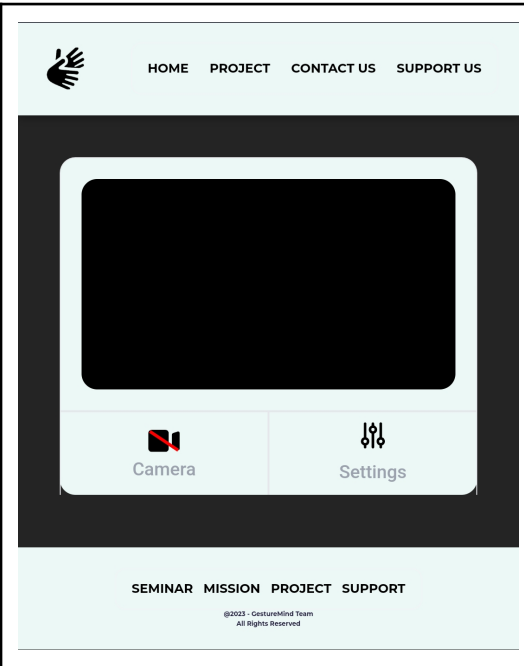 HOME PROJECT CONTACT US SUPPORT US
Camera
Settings
SEMINAR MISSION PROJECT SUPPORT
@2023 - GestureMind Team
All Rights Reserved